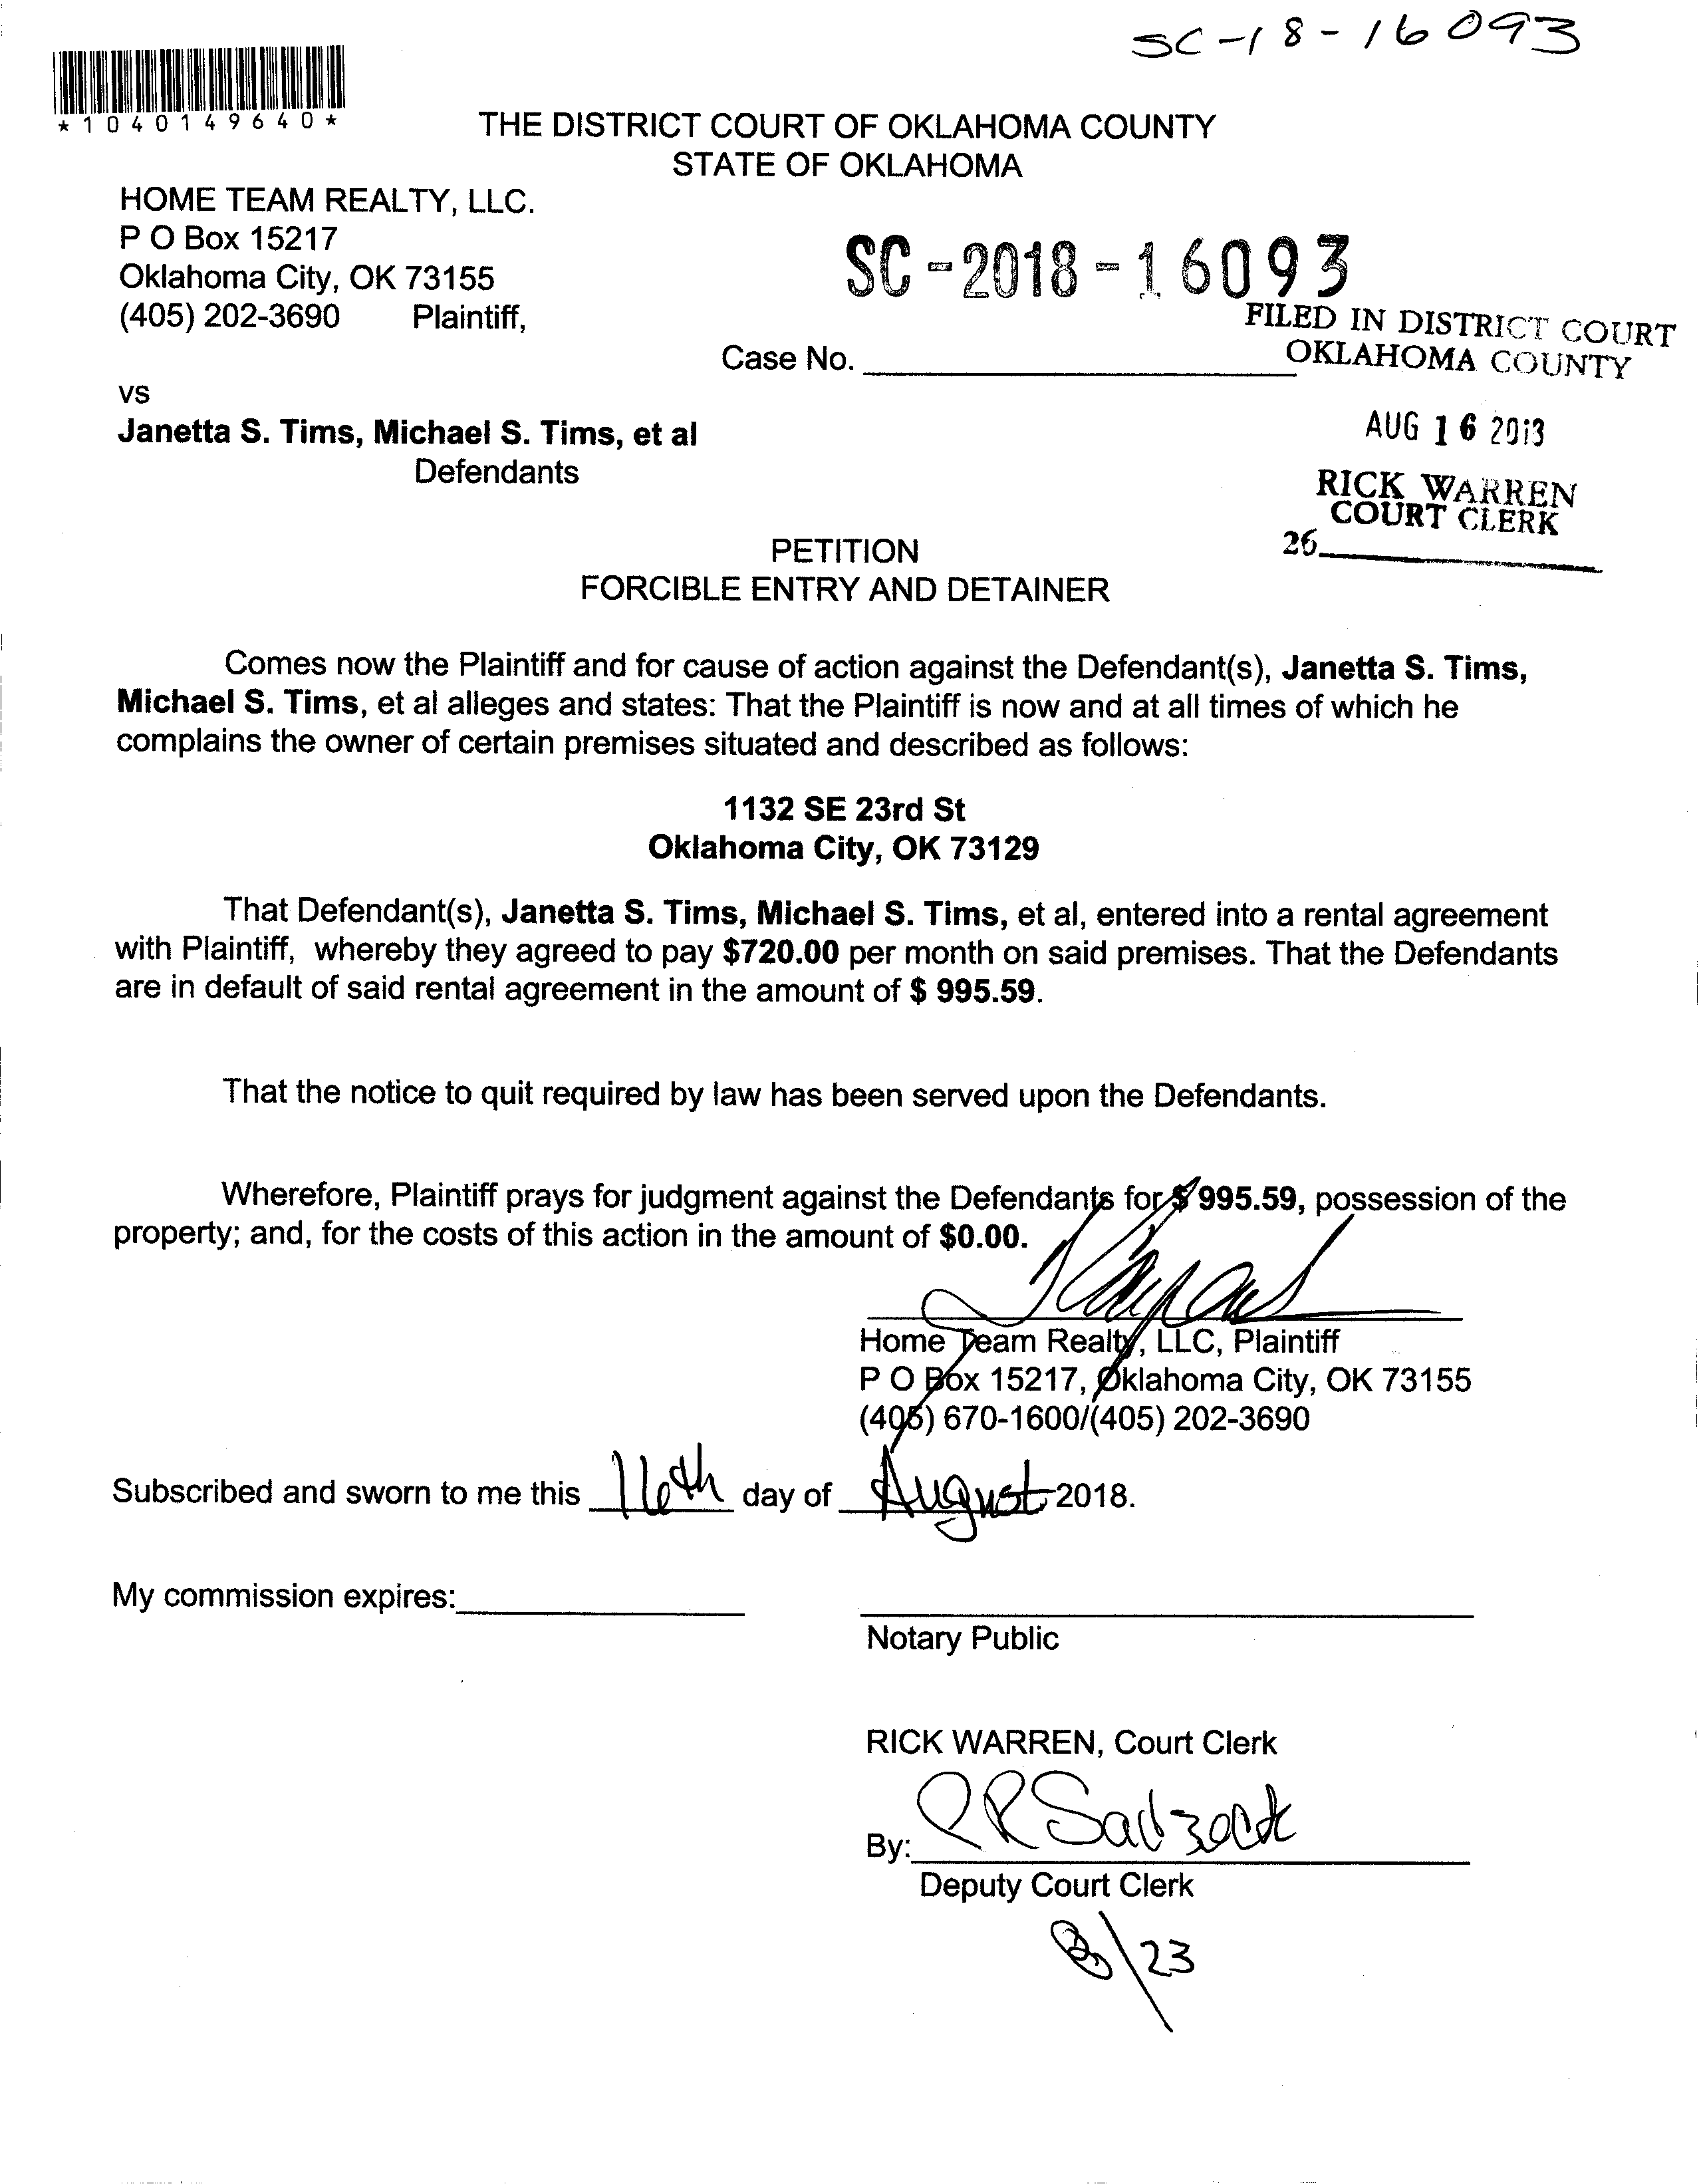 SC-18-16093
*1040149640*
THE DISTRICT COURT OF OKLAHOMA COUNTY
STATE OF OKLAHOMA
HOME TEAM REALTY, LLC.
P O Box 15217
Oklahoma City, OK 73155
(405) 202-3690 Plaintiff,
SC-2018-16093
FILED IN DISTRICT COURT
OKLAHOMA COUNTY
Case No.
vs
Janetta S. Tims, Michael S. Tims, et al
Defendants
AUG 16 2018
RICK WARREN
COURT CLERK
26
PETITION
FORCIBLE ENTRY AND DETAINER
Comes now the Plaintiff and for cause of action against the Defendant(s), Janetta S. Tims,
Michael S. Tims, et al alleges and states: That the Plaintiff is now and at all times of which he
complains the owner of certain premises situated and described as follows:
1132 SE 23rd St
Oklahoma City, OK 73129
That Defendant(s), Janetta S. Tims, Michael S. Tims, et al, entered into a rental agreement
with Plaintiff, whereby they agreed to pay $720.00 per month on said premises. That the Defendants
are in default of said rental agreement in the amount of $ 995.59.
That the notice to quit required by law has been served upon the Defendants.
Wherefore, Plaintiff prays for judgment against the Defendants for $ 995.59, possession of the
property; and, for the costs of this action in the amount of $0.00.
Home Team Realty, LLC, Plaintiff
P O Box 15217, Oklahoma City, OK 73155
(405) 670-1600/(405) 202-3690
Subscribed and sworn to me this 16th day of August 2018.
My commission expires:
Notary Public
RICK WARREN, Court Clerk
By:
Deputy Court Clerk
8/23